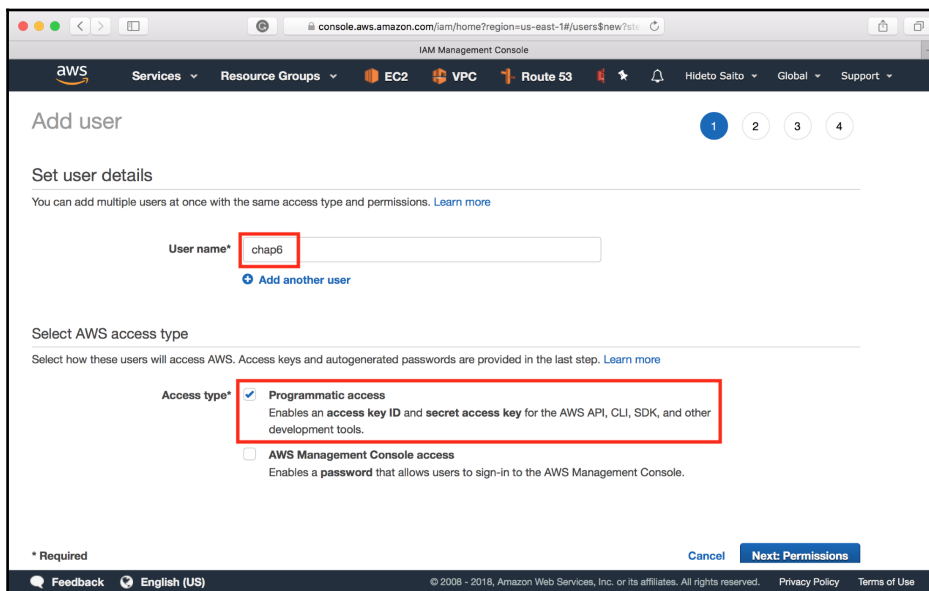 console.aws.amazon.com/iam/home?region=us-east-1#/users$new?ste
IAM Management Console
aws Services Resource Groups EC2 VPC Route 53 Hideto Saito Global Support
Add user
1 2 3 4
Set user details
You can add multiple users at once with the same access type and permissions. Learn more
User name* chap6
Add another user
Select AWS access type
Select how these users will access AWS. Access keys and autogenerated passwords are provided in the last step. Learn more
Access type* Programmatic access
Enables an access key ID and secret access key for the AWS API, CLI, SDK, and other
development tools.
AWS Management Console access
Enables a password that allows users to sign-in to the AWS Management Console.
* Required Cancel Next: Permissions
Feedback English (US) © 2008 - 2018, Amazon Web Services, Inc. or its affiliates. All rights reserved. Privacy Policy Terms of Use